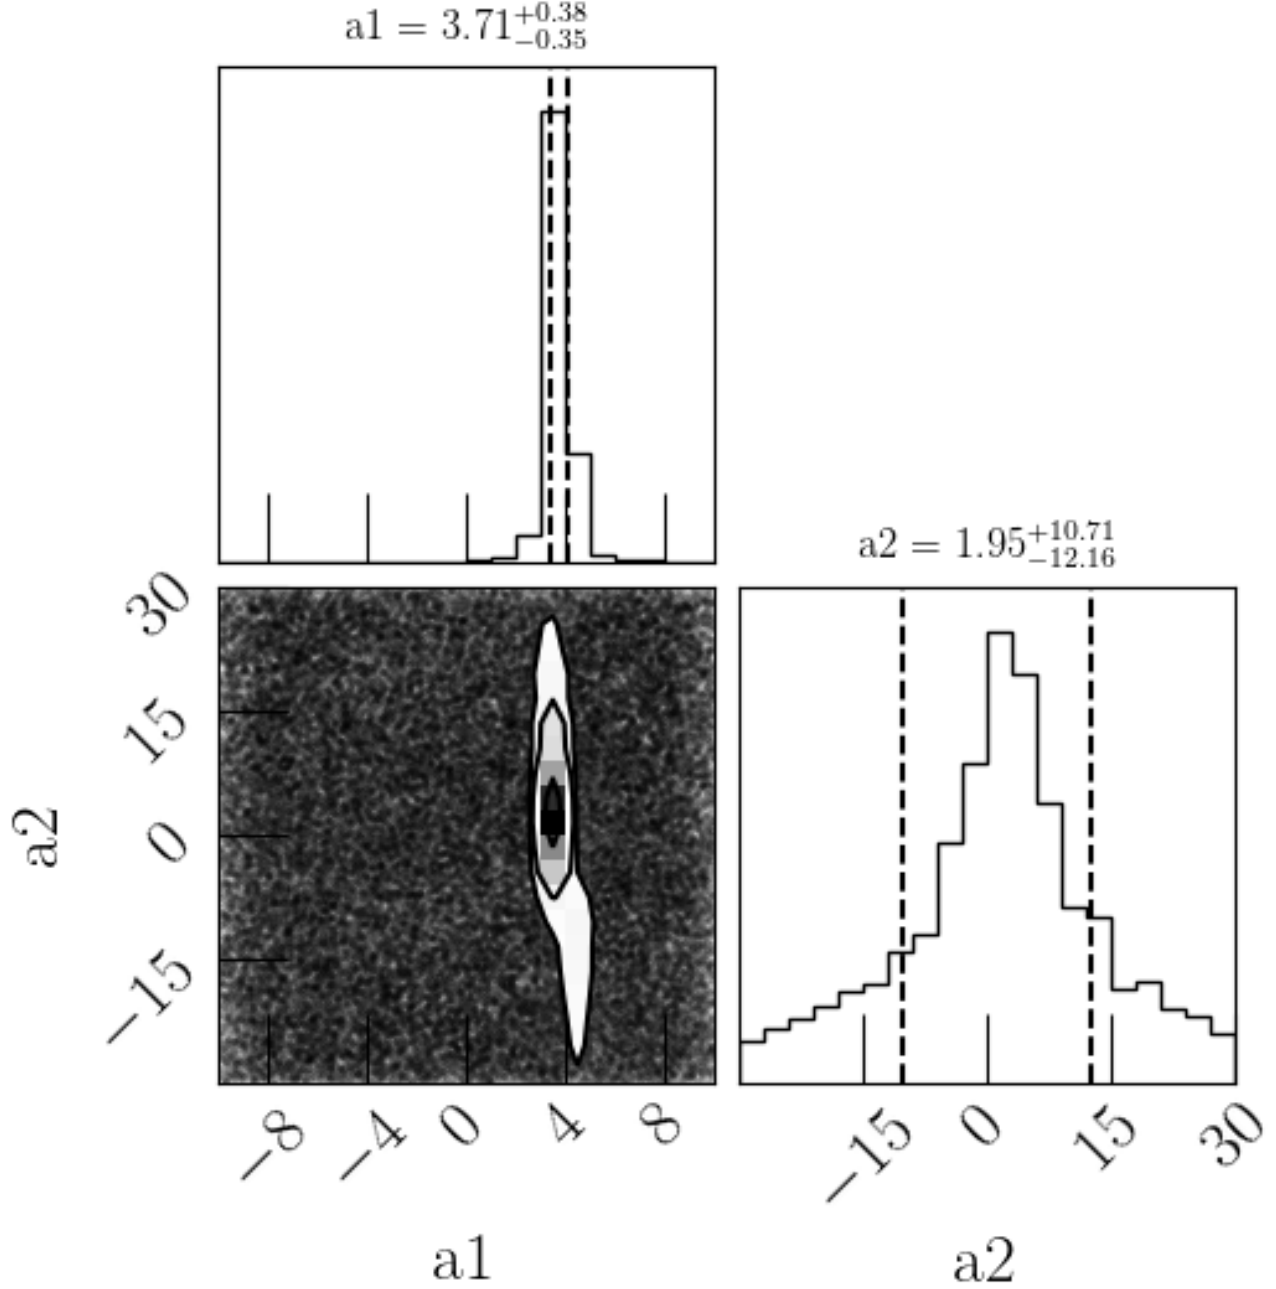 a1 = 3.71^{+0.38}_{-0.35}
a2 = 1.95^{+10.71}_{-12.16}
30
15
0
−15
a2
−8 −4 0 4 8
−15 0 15 30
a1
a2